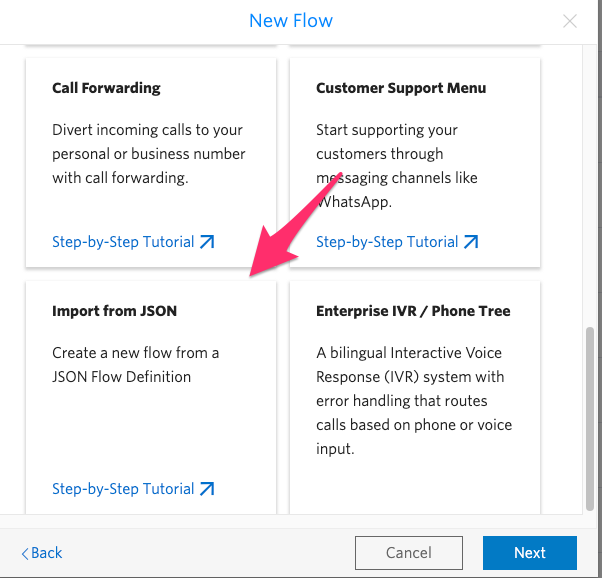 New Flow
Call Forwarding
Divert incoming calls to your
personal or business number
with call forwarding.
Step-by-Step Tutorial
Customer Support Menu
Start supporting your
customers through
messaging channels like
WhatsApp.
Step-by-Step Tutorial
Import from JSON
Create a new flow from a
JSON Flow Definition
Step-by-Step Tutorial
Enterprise IVR / Phone Tree
A bilingual Interactive Voice
Response (IVR) system with
error handling that routes
calls based on phone or voice
input.
Back
Cancel
Next